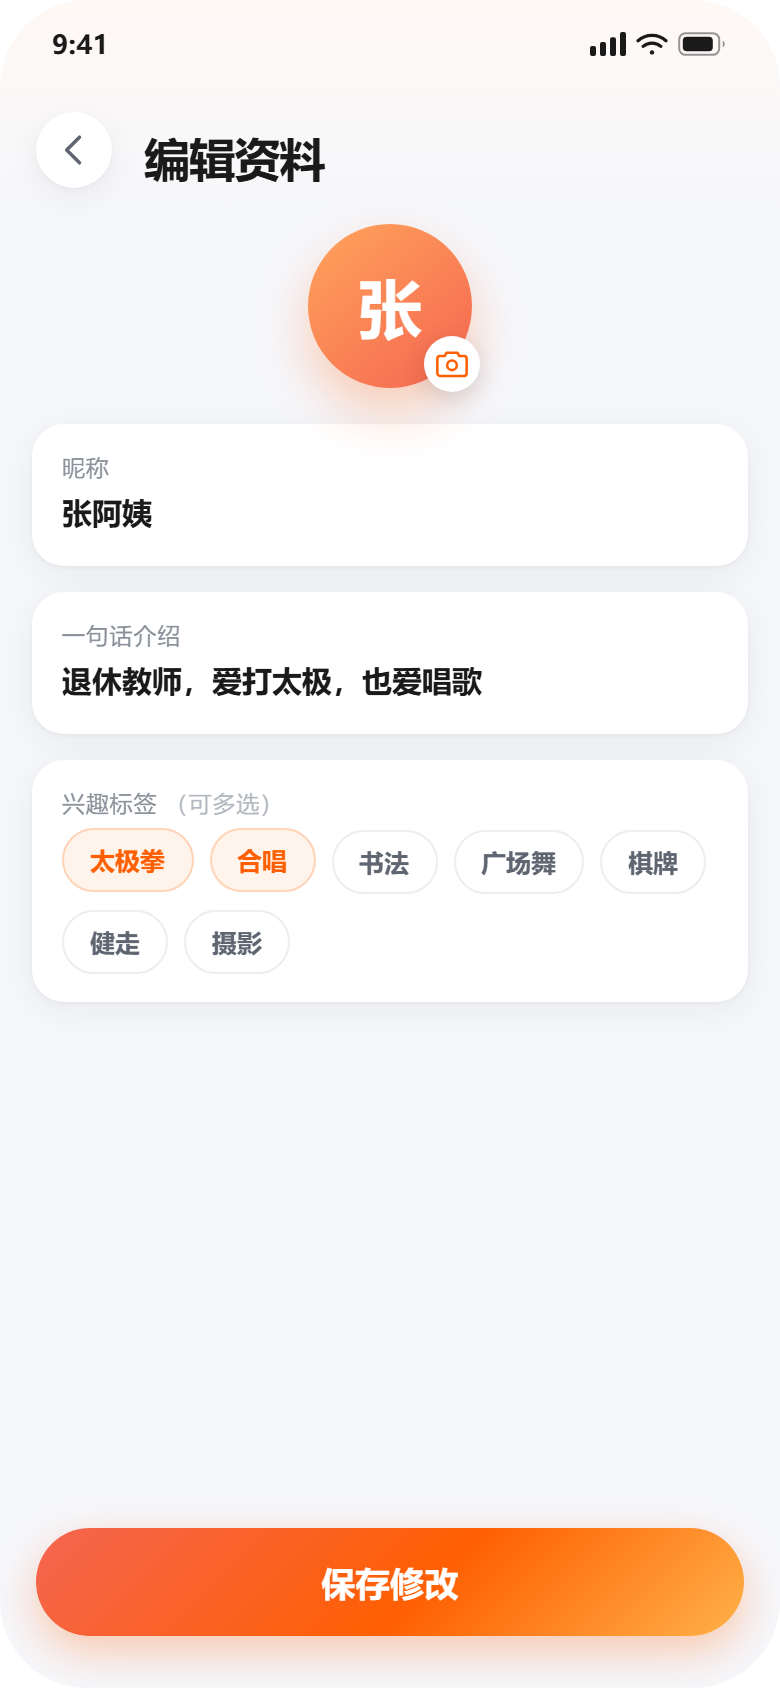 9:41
编辑资料
张
昵称
张阿姨
一句话介绍
退休教师，爱打太极，也爱唱歌
兴趣标签 （可多选）
太极拳 合唱 书法 广场舞 棋牌
健走 摄影
保存修改